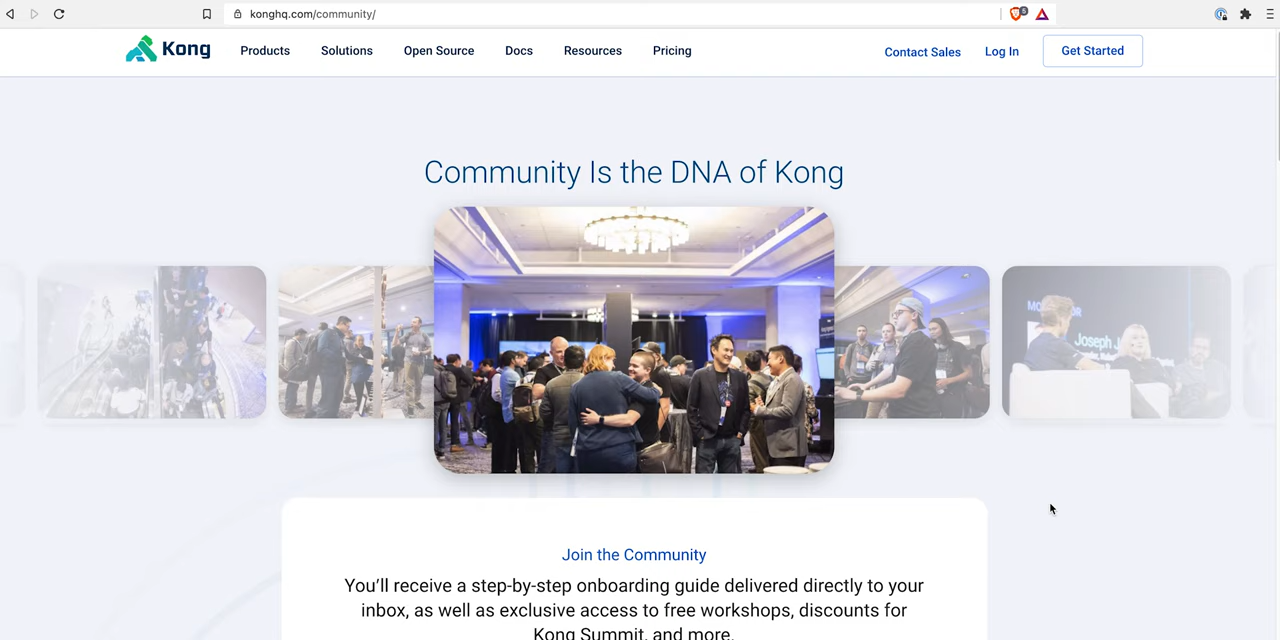 konghq.com/community/
5
Kong
Products
Solutions
Open Source
Docs
Resources
Pricing
Contact Sales
Log In
Get Started
Community Is the DNA of Kong
Joseph J
Join the Community
You'll receive a step-by-step onboarding guide delivered directly to your
inbox, as well as exclusive access to free workshops, discounts for
Kong Summit, and more.